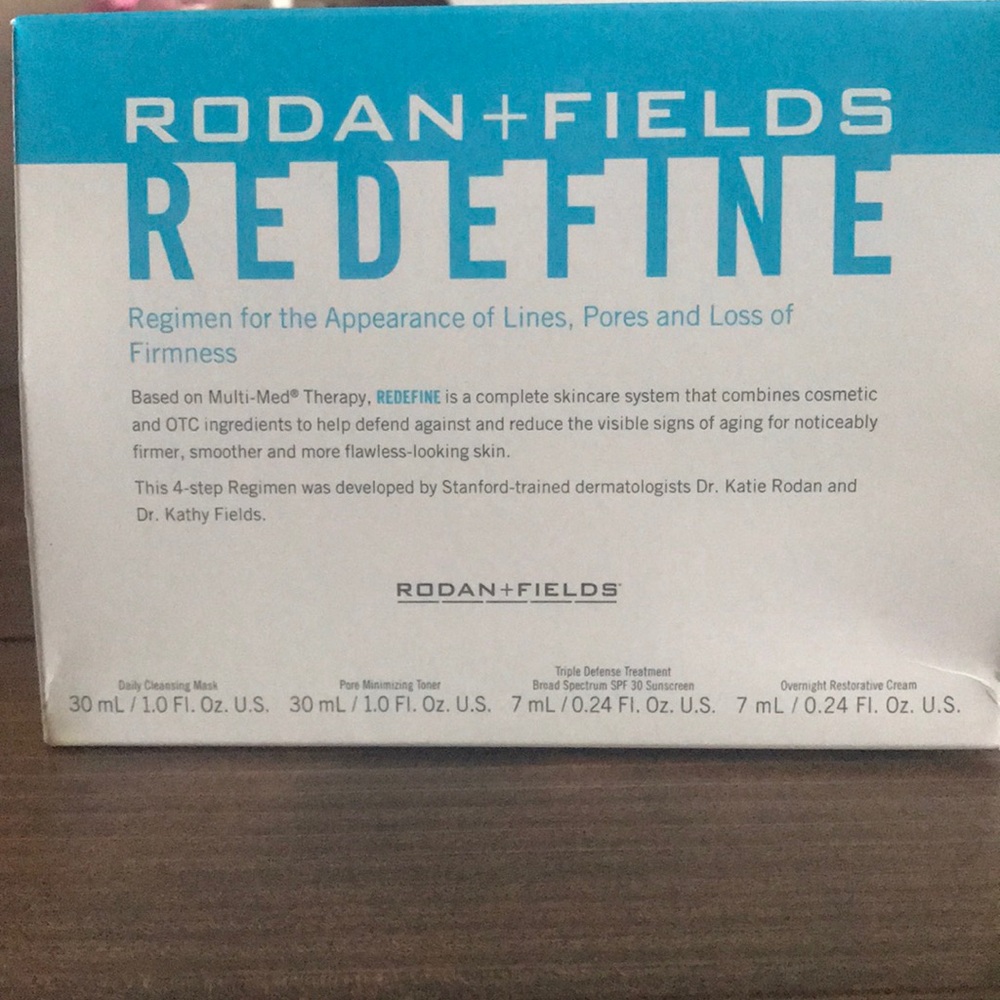 RODAN+FIELDS
REDEFINE
Regimen for the Appearance of Lines, Pores and Loss of
Firmness
Based on Multi-Med® Therapy, REDEFINE is a complete skincare system that combines cosmetic
and OTC ingredients to help defend against and reduce the visible signs of aging for noticeably
firmer, smoother and more flawless-looking skin.
This 4-step Regimen was developed by Stanford-trained dermatologists Dr. Katie Rodan and
Dr. Kathy Fields.
RODAN+FIELDS
Daily Cleansing Mask
30 mL / 1.0 Fl. Oz. U.S.
Pore Minimizing Toner
30 mL / 1.0 Fl. Oz. U.S.
Triple Defense Treatment
Broad Spectrum SPF 30 Sunscreen
7 mL / 0.24 Fl. Oz. U.S.
Overnight Restorative Cream
7 mL / 0.24 Fl. Oz. U.S.